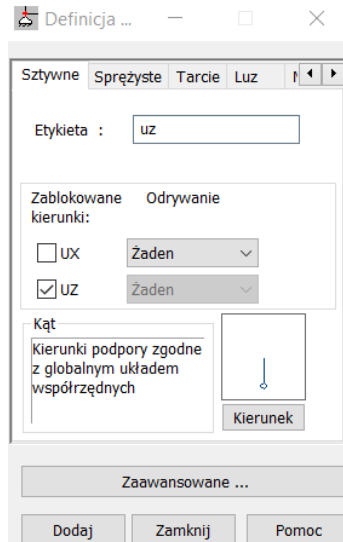 Definicja ...
Sztywne Sprężyste Tarcie Luz
Etykieta : uz
Zablokowane Odrywanie
kierunki:
UX Żaden
UZ Żaden
Kąt
Kierunki podpory zgodne
z globalnym układem
współrzędnych
Kierunek
Zaawansowane ...
Dodaj Zamknij Pomoc